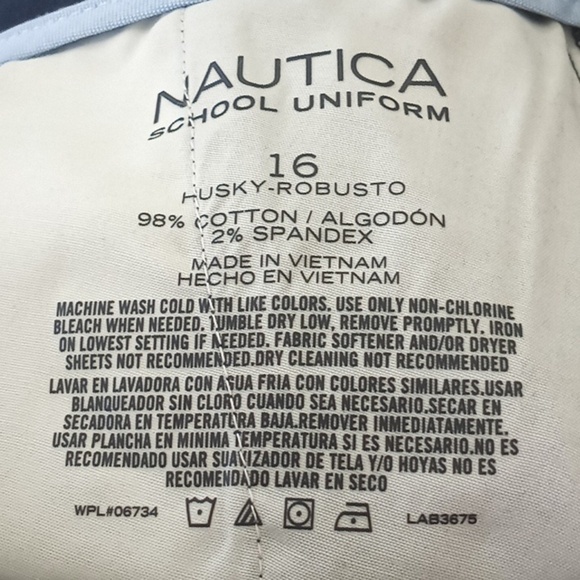 NAUTICA
SCHOOL UNIFORM
16
HUSKY-ROBUSTO
98% COTTON / ALGODÓN
2% SPANDEX
MADE IN VIETNAM
HECHO EN VIETNAM
MACHINE WASH COLD WITH LIKE COLORS. USE ONLY NON-CHLORINE
BLEACH WHEN NEEDED. TUMBLE DRY LOW, REMOVE PROMPTLY. IRON
ON LOWEST SETTING IF NEEDED. FABRIC SOFTENER AND/OR DRYER
SHEETS NOT RECOMMENDED.DRY CLEANING NOT RECOMMENDED
LAVAR EN LAVADORA CON AGUA FRIA CON COLORES SIMILARES.USAR
BLANQUEADOR SIN CLORO CUANDO SEA NECESARIO.SECAR EN
SECADORA EN TEMPERATURA BAJA.REMOVER INMEDIATAMENTE.
USAR PLANCHA EN MINIMA TEMPERATURA SI ES NECESARIO.NO ES
RECOMENDADO USAR SUAVIZADOR DE TELA Y/O HOYAS NO ES
RECOMENDADO LAVAR EN SECO
WPL#06734
LAB3675